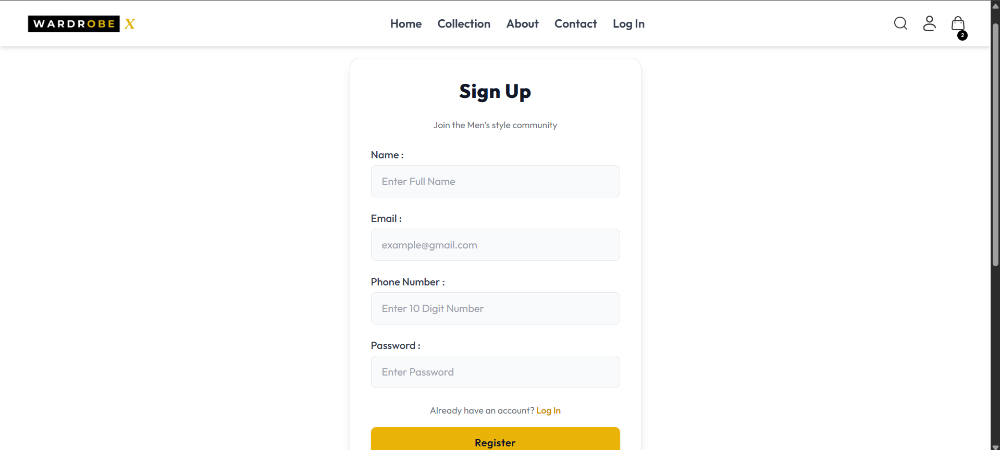 WARDROBE X
Home Collection About Contact Log In
2
Sign Up
Join the Men's style community
Name :
Enter Full Name
Email :
example@gmail.com
Phone Number :
Enter 10 Digit Number
Password :
Enter Password
Already have an account? Log In
Register